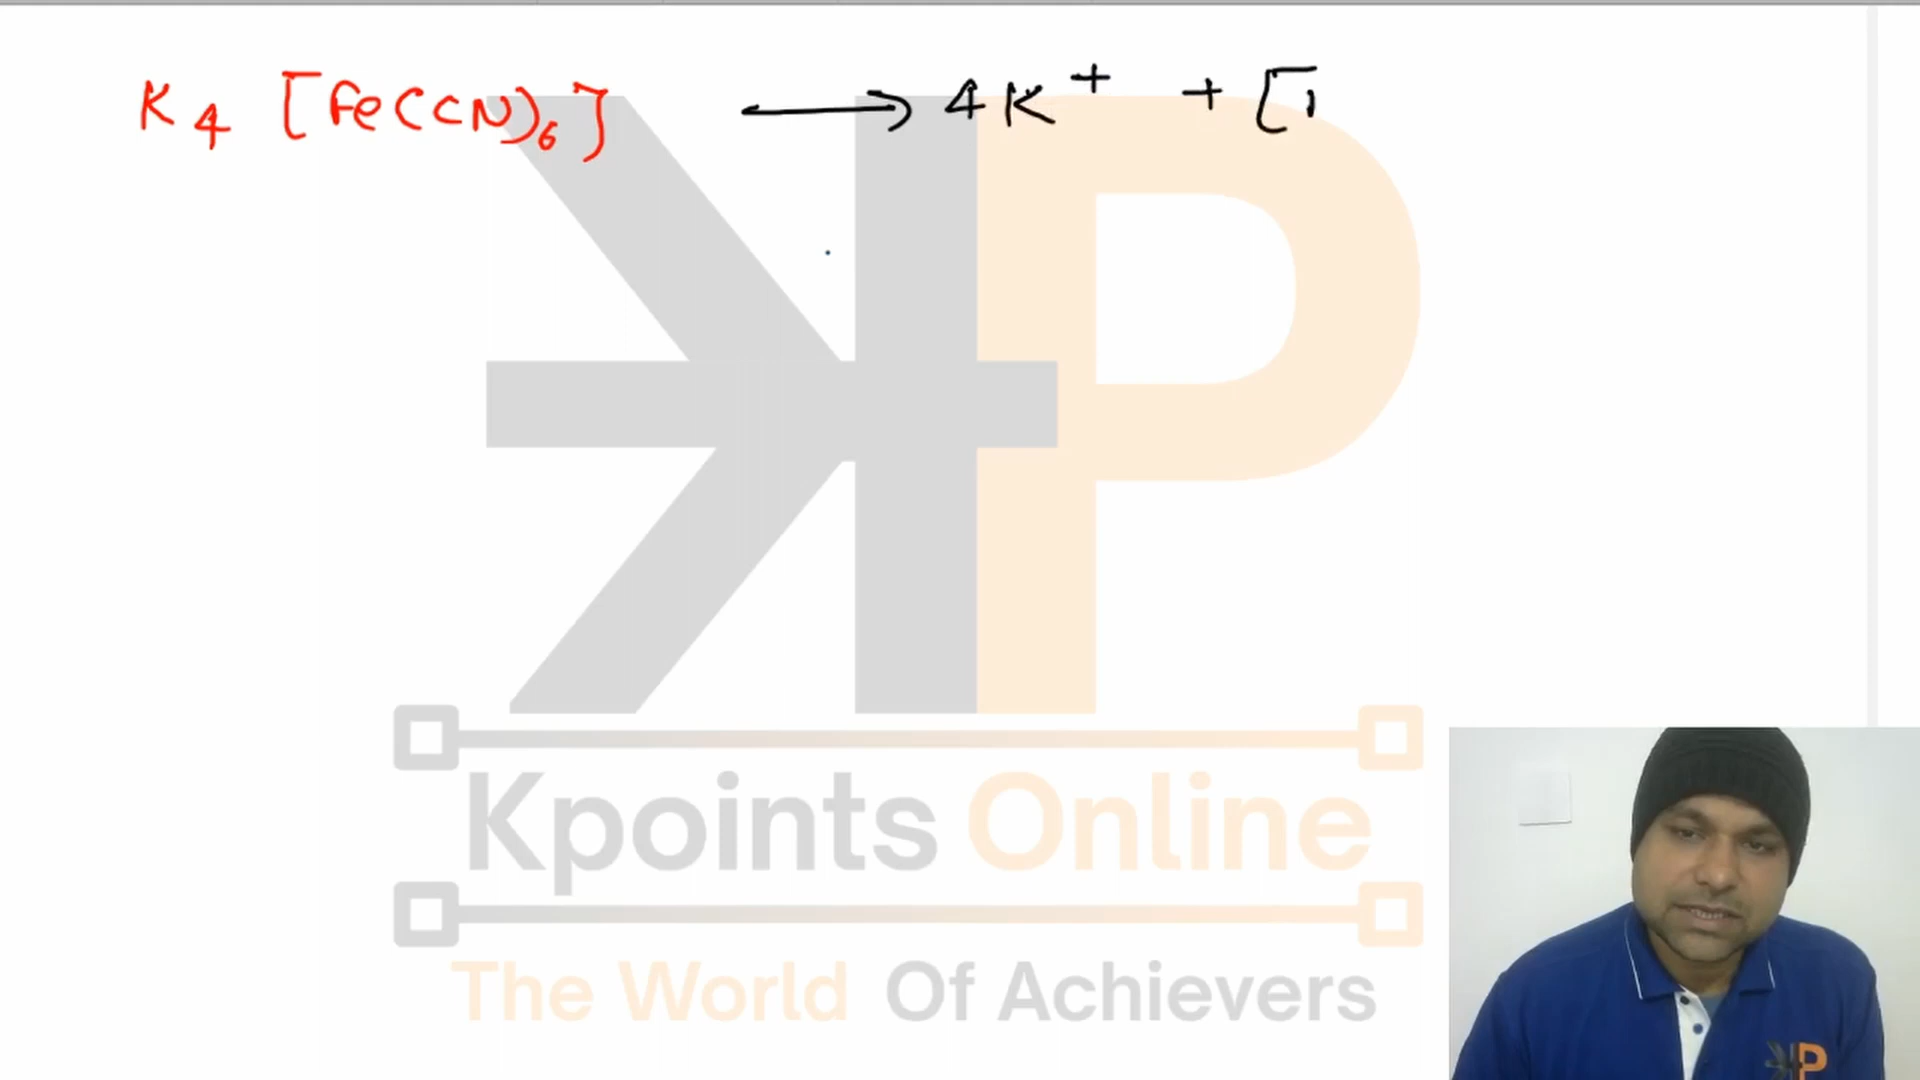 K₄ [Fe(CN)₆] ⟶ 4K⁺ + [
Kpoints Online
The World Of Achievers